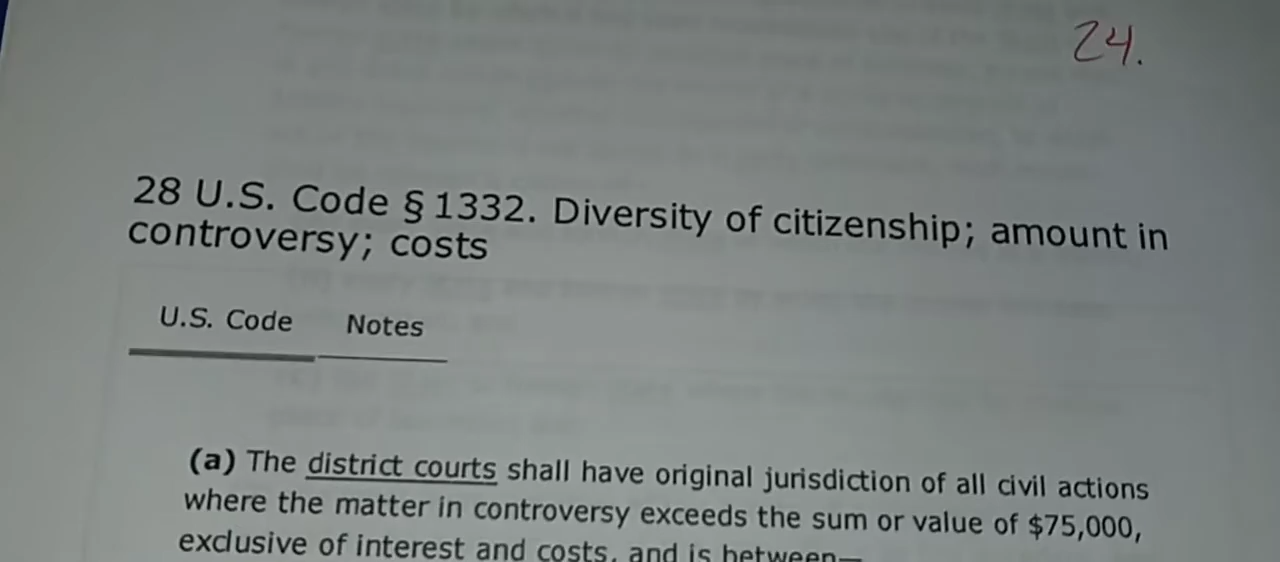 24.
28 U.S. Code § 1332. Diversity of citizenship; amount in
controversy; costs
U.S. Code Notes
(a) The district courts shall have original jurisdiction of all civil actions
where the matter in controversy exceeds the sum or value of $75,000,
exclusive of interest and costs, and is between—